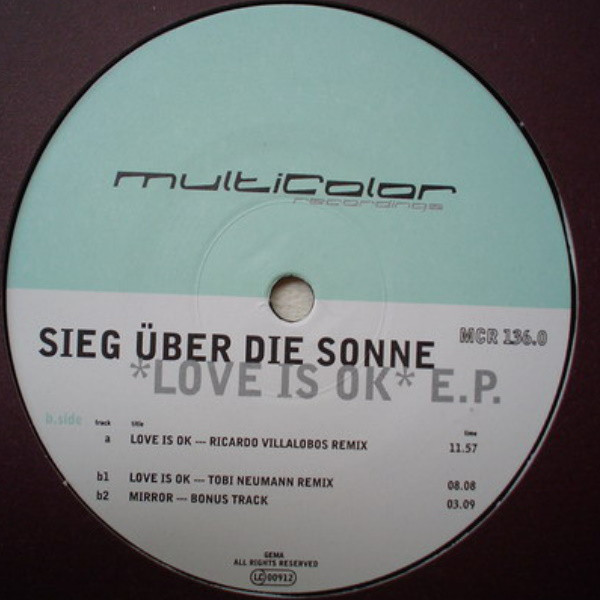 multicolor
recordings
SIEG ÜBER DIE SONNE MCR 136.0
*LOVE IS OK* E.P.
b.side track title time
a LOVE IS OK — RICARDO VILLALOBOS REMIX 11.57
b1 LOVE IS OK — TOBI NEUMANN REMIX 08.08
b2 MIRROR — BONUS TRACK 03.09
GEMA
ALL RIGHTS RESERVED
LC 00912